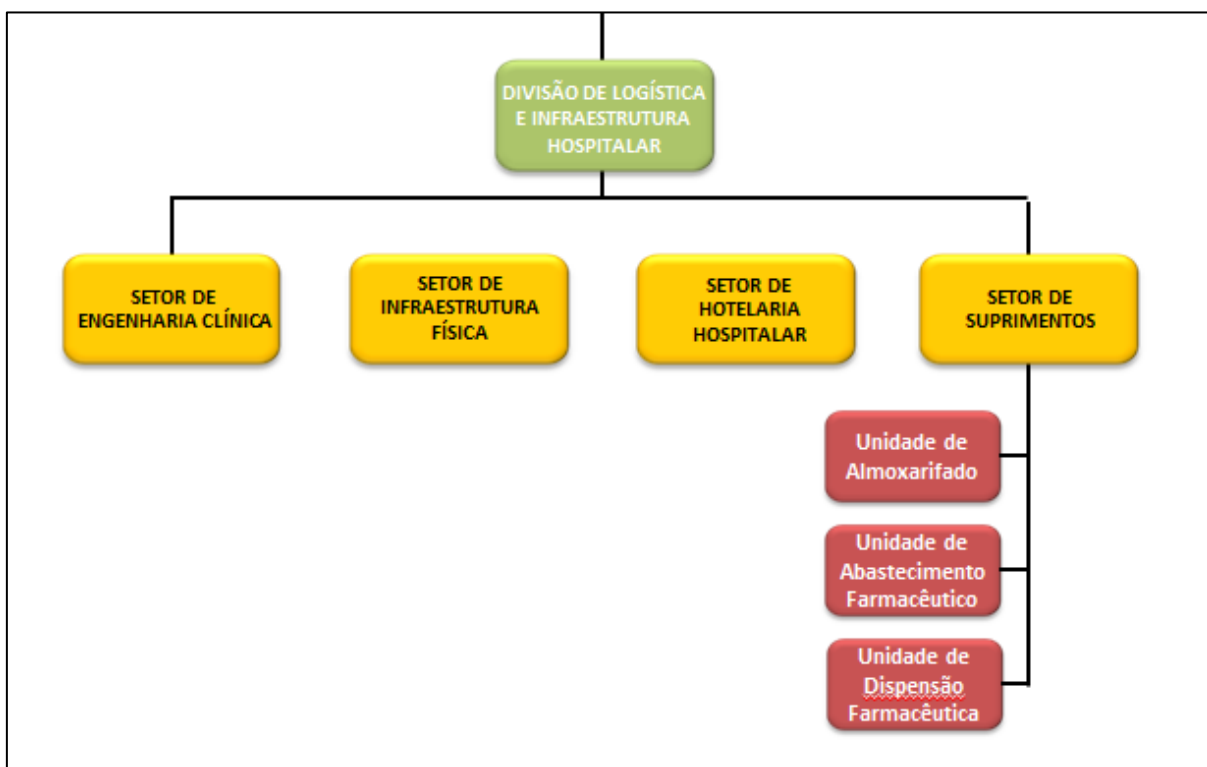 DIVISÃO DE LOGÍSTICA
E INFRAESTRUTURA
HOSPITALAR
SETOR DE
ENGENHARIA CLÍNICA
SETOR DE
INFRAESTRUTURA
FÍSICA
SETOR DE
HOTELARIA
HOSPITALAR
SETOR DE
SUPRIMENTOS
Unidade de
Almoxarifado
Unidade de
Abastecimento
Farmacêutico
Unidade de
Dispensão
Farmacêutica